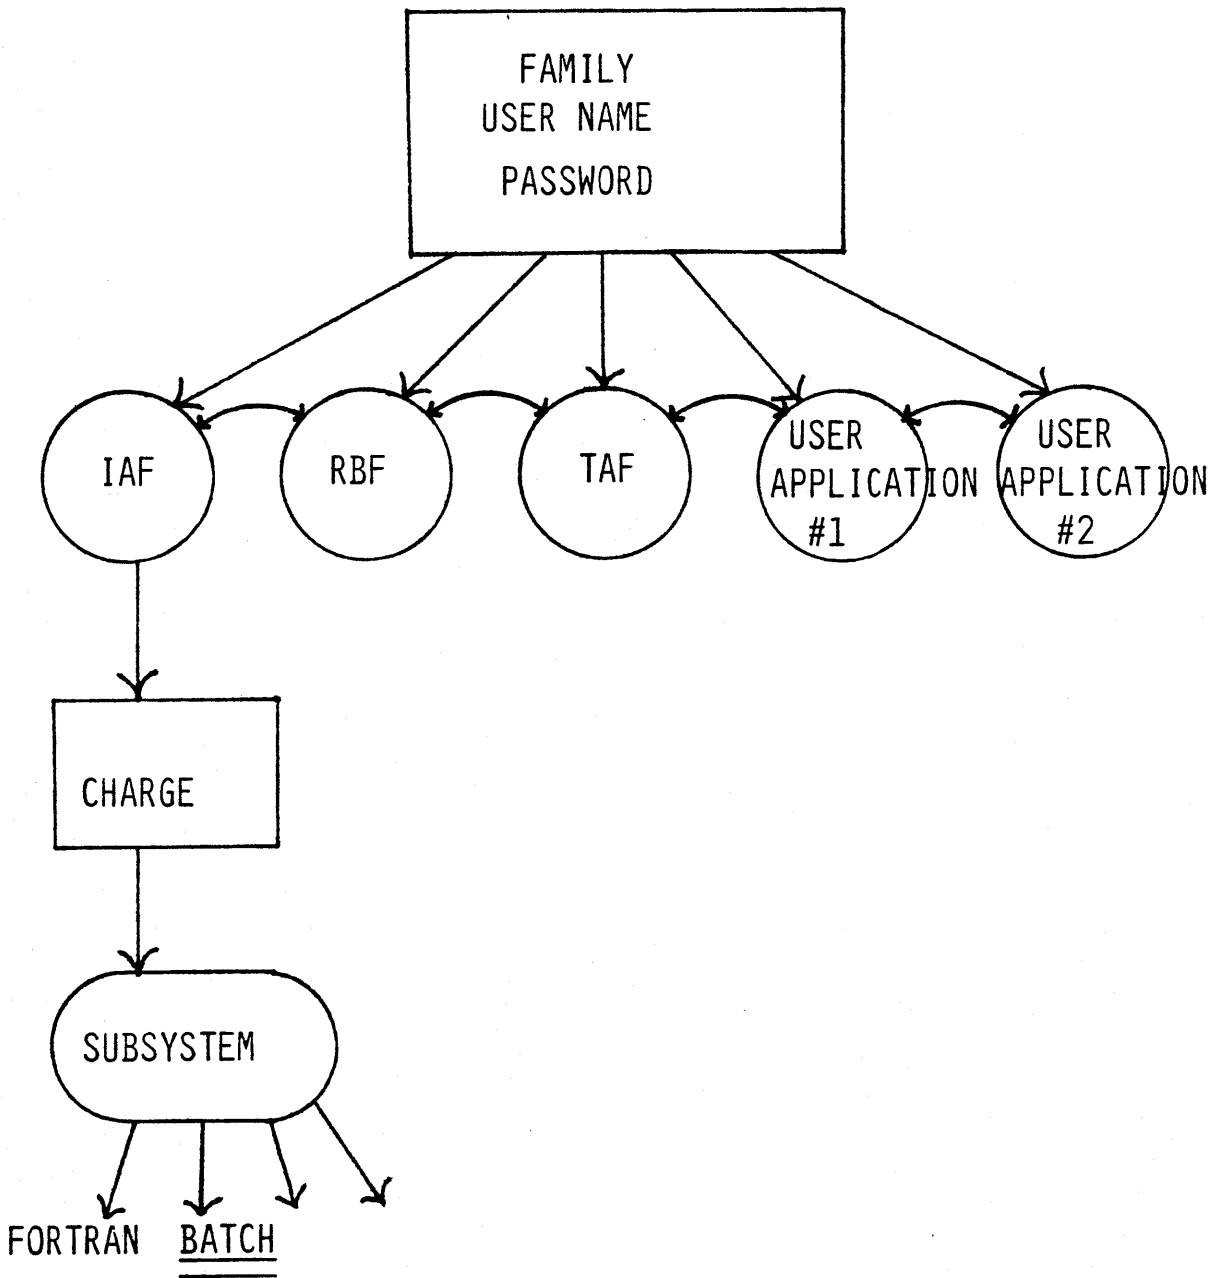 FAMILY
USER NAME
PASSWORD
IAF
RBF
TAF
USER
APPLICATION
#1
USER
APPLICATION
#2
CHARGE
SUBSYSTEM
FORTRAN
BATCH